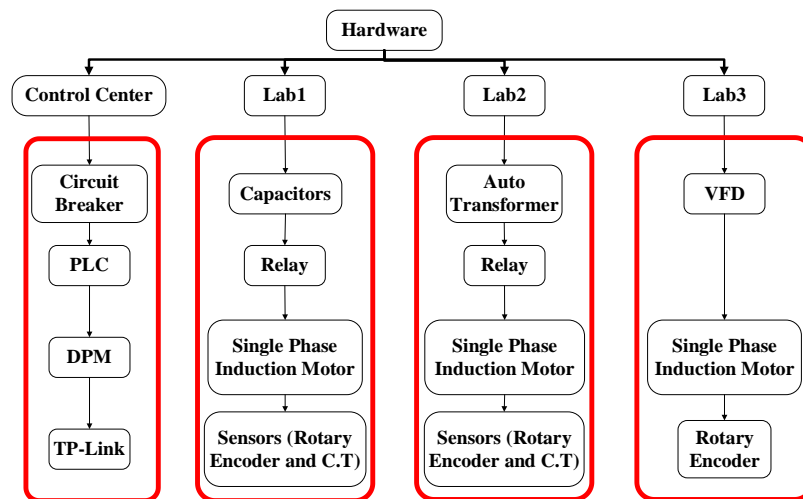 Hardware
Control Center
Lab1
Lab2
Lab3
Circuit
Breaker
PLC
DPM
TP-Link
Capacitors
Relay
Single Phase
Induction Motor
Sensors (Rotary
Encoder and C.T)
Auto
Transformer
Relay
Single Phase
Induction Motor
Sensors (Rotary
Encoder and C.T)
VFD
Single Phase
Induction Motor
Rotary
Encoder